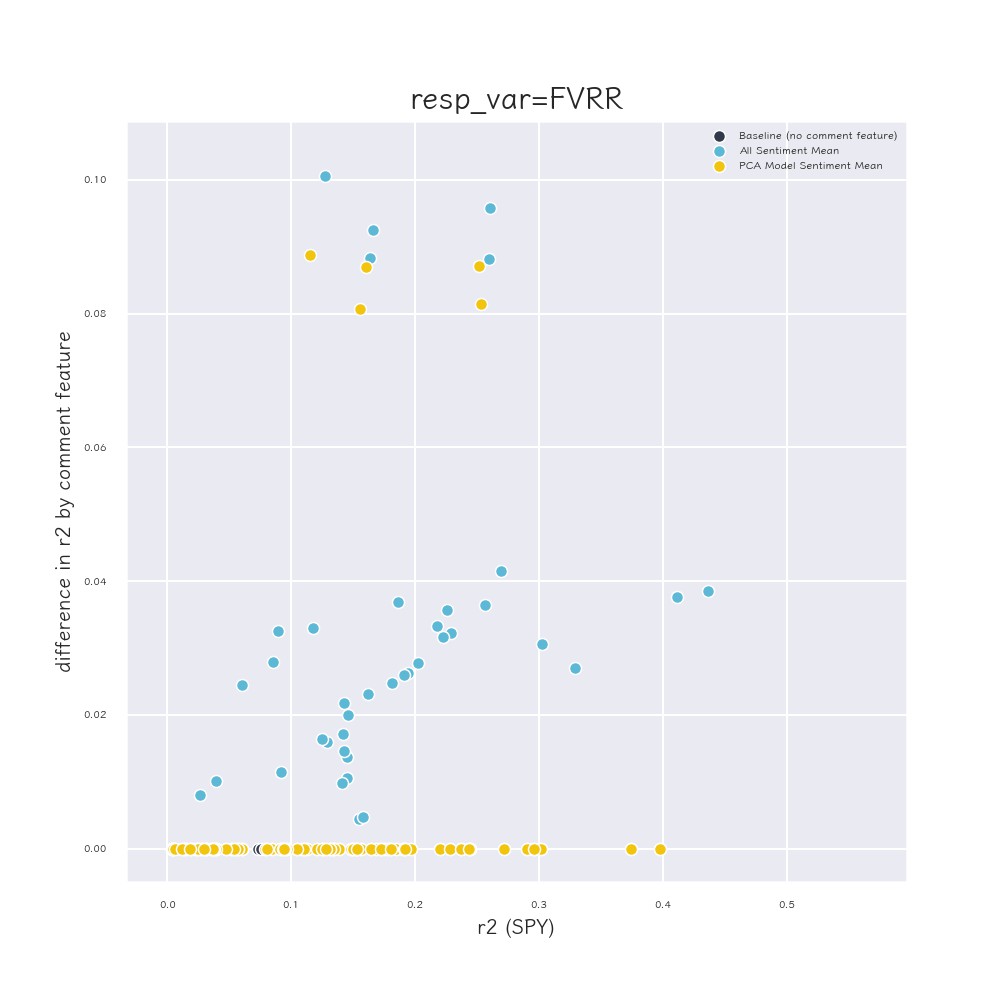 resp_var=FVRR
Baseline (no comment feature)
All Sentiment Mean
PCA Model Sentiment Mean
difference in r2 by comment feature
0.10
0.08
0.06
0.04
0.02
0.00
0.0 0.1 0.2 0.3 0.4 0.5
r2 (SPY)